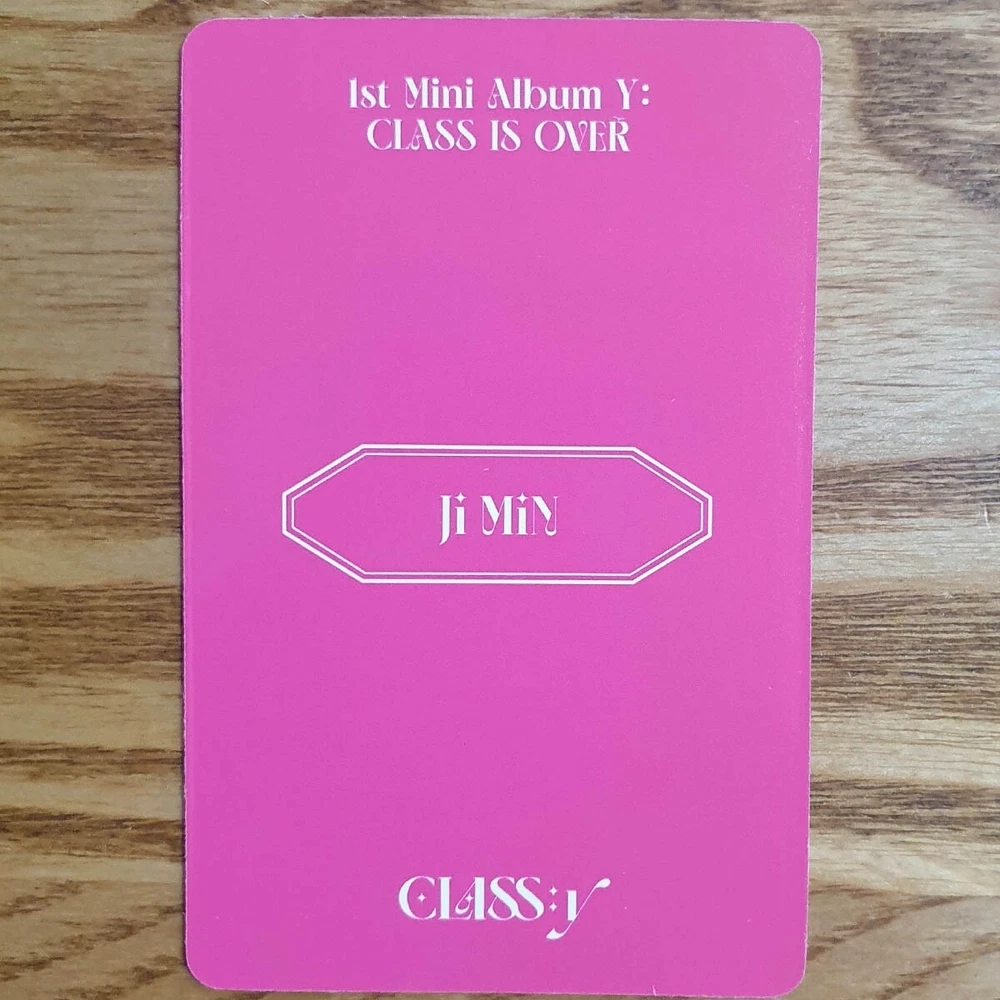 1st Mini Album Y:
CLASS IS OVER
Ji MiN
CLASS:y